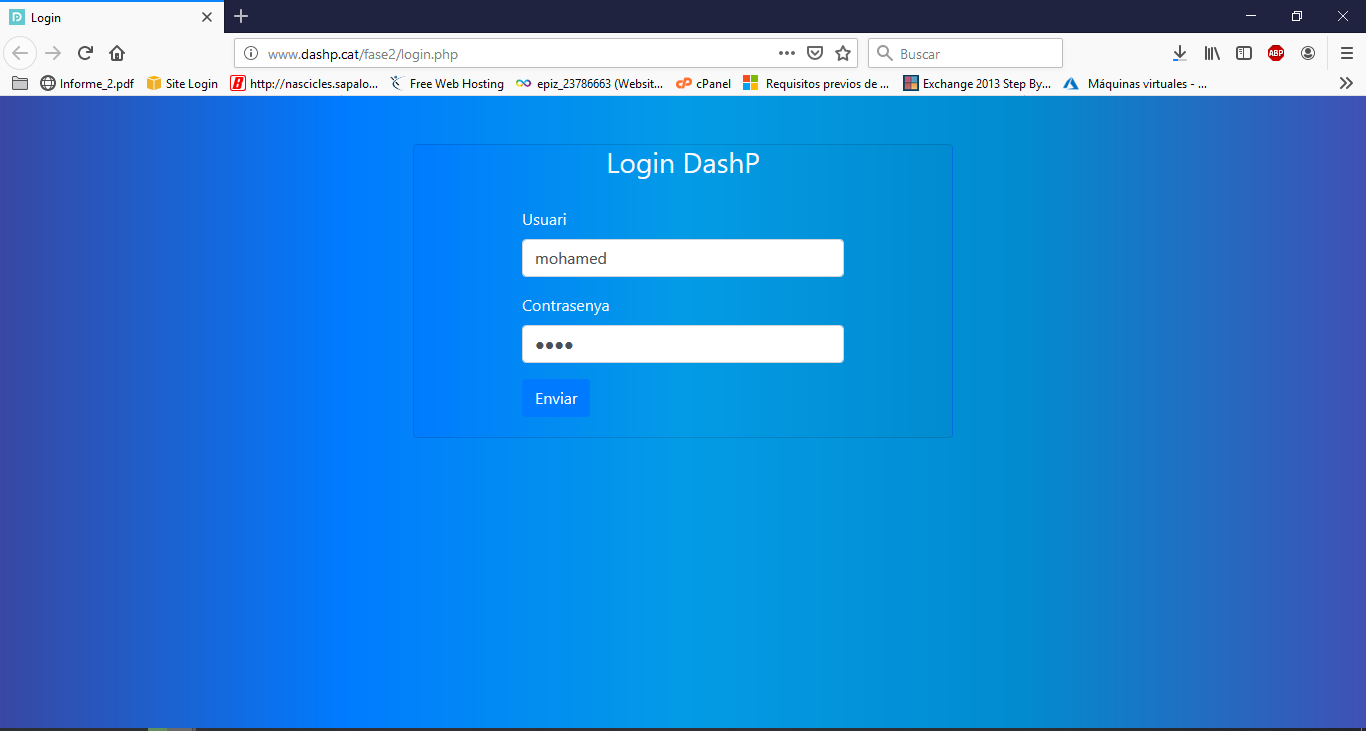 Login
www.dashp.cat/fase2/login.php
Buscar
ABP
Informe_2.pdf
Site Login
http://nascicles.sapalo...
Free Web Hosting
epiz_23786663 (Websit...
cPanel
Requisitos previos de ...
Exchange 2013 Step By...
Máquinas virtuales - ...
Login DashP
Usuari
mohamed
Contrasenya
●●●●
Enviar